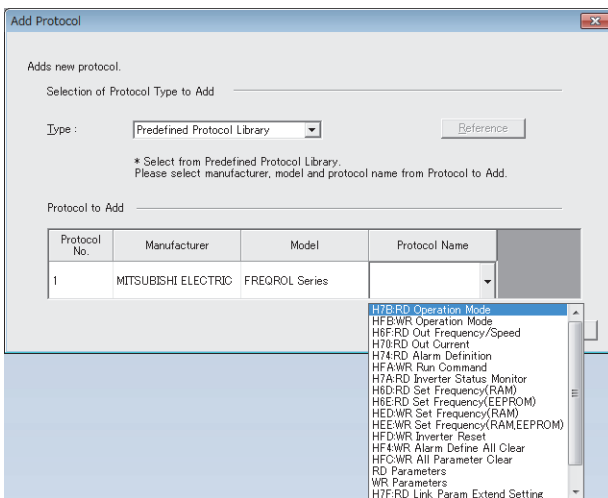 Add Protocol
Adds new protocol.
Selection of Protocol Type to Add
Type :
Predefined Protocol Library
Reference
* Select from Predefined Protocol Library.
Please select manufacturer, model and protocol name from Protocol to Add.
Protocol to Add
Protocol No.
Manufacturer
Model
Protocol Name
1
MITSUBISHI ELECTRIC
FREQROL Series
H7B:RD Operation Mode
HFB:WR Operation Mode
H6F:RD Out Frequency/Speed
H70:RD Out Current
H74:RD Alarm Definition
HFA:WR Run Command
H7A:RD Inverter Status Monitor
H6D:RD Set Frequency(RAM)
H6E:RD Set Frequency(EEPROM)
HED:WR Set Frequency(RAM)
HEE:WR Set Frequency(RAM,EEPROM)
HFD:WR Inverter Reset
HF4:WR Alarm Define All Clear
HFC:WR All Parameter Clear
RD Parameters
WR Parameters
H7F:RD Link Param Extend Setting